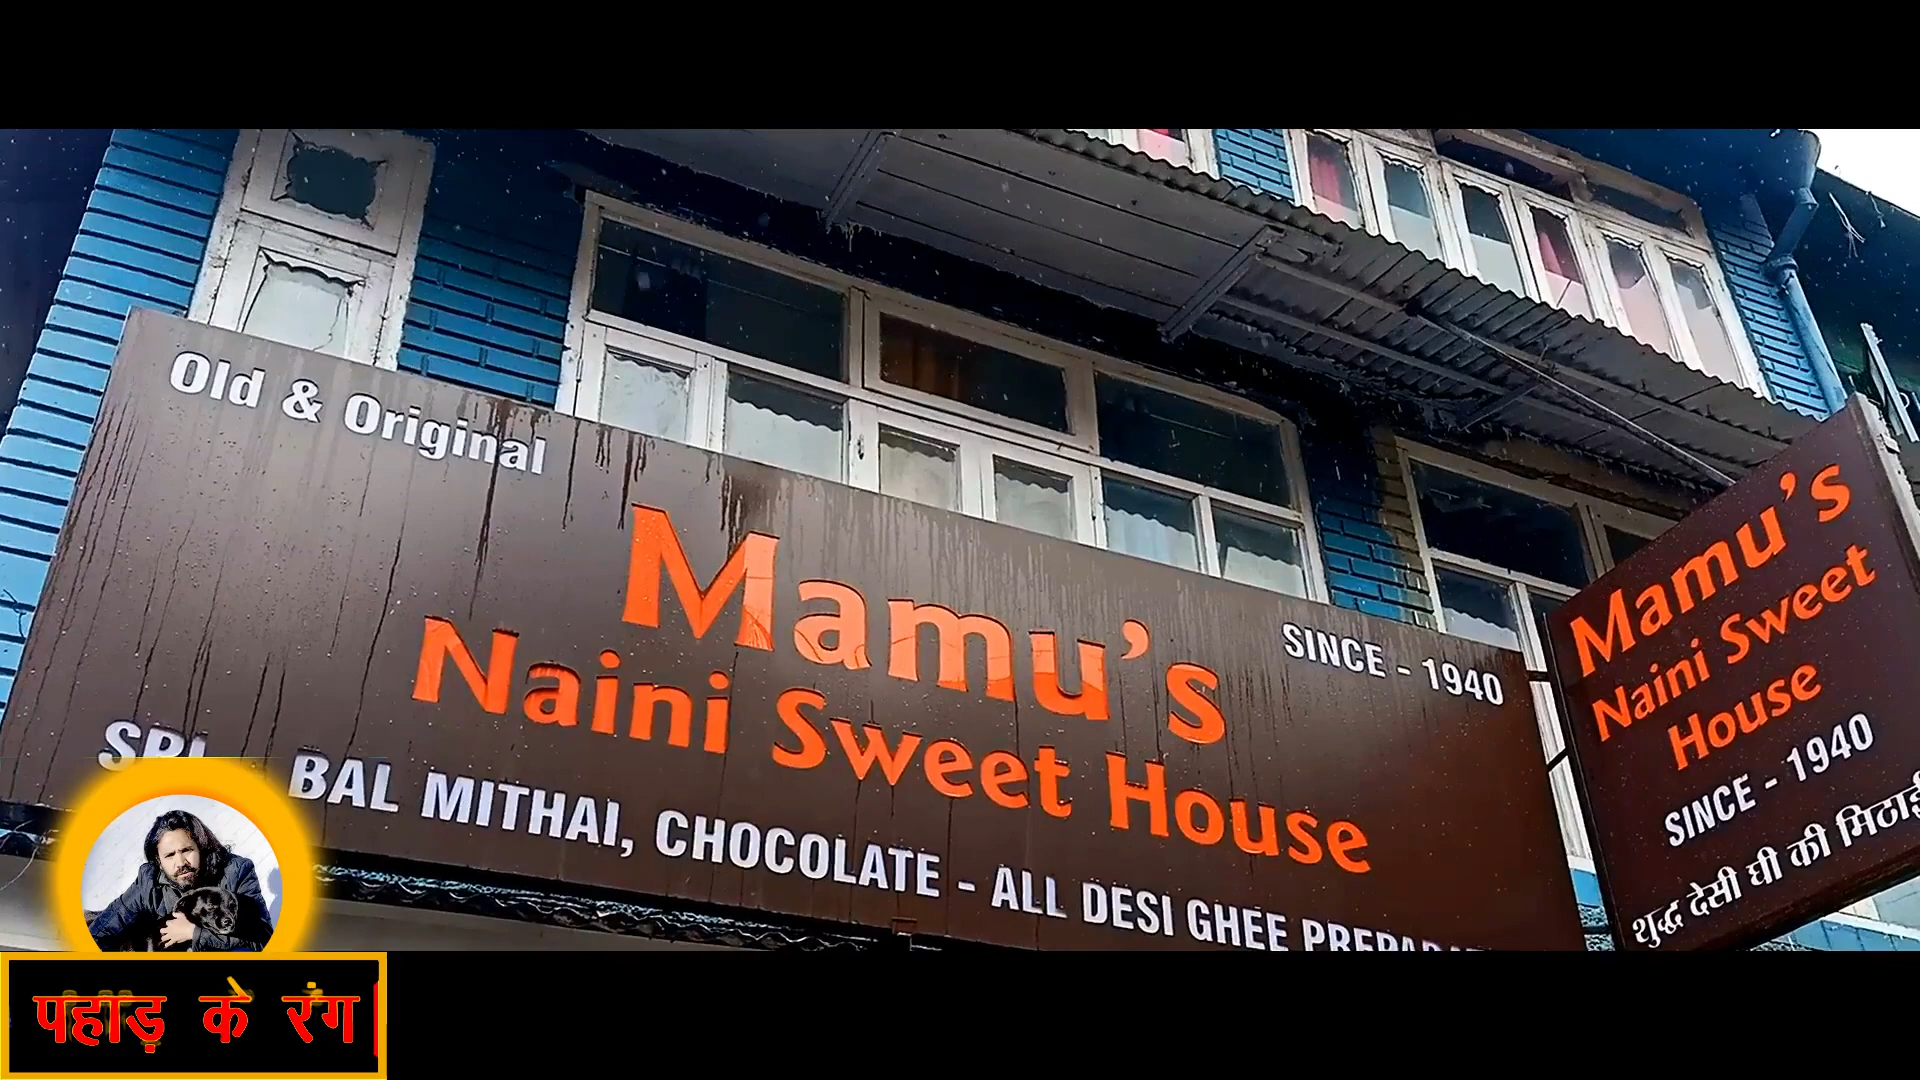 Old & Original
Mamu's
Naini Sweet House
SINCE - 1940
BAL MITHAI, CHOCOLATE - ALL DESI GHEE
Mamu's
Naini Sweet
House
SINCE - 1940
शुद्ध देसी घी की मिठाई
पहाड़ के रंग